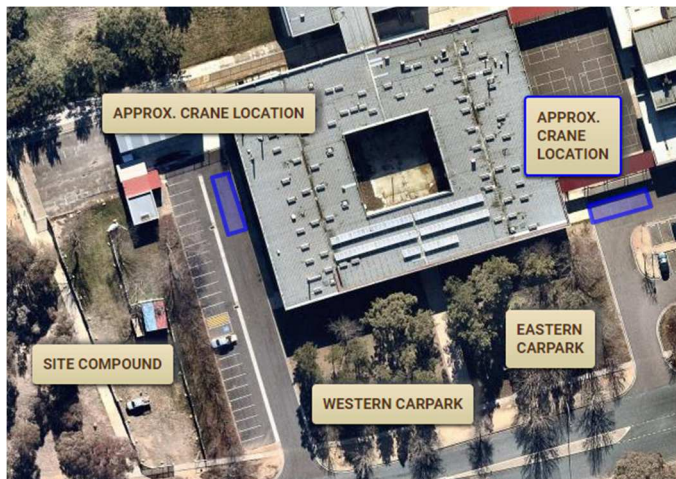 APPROX. CRANE LOCATION
APPROX.
CRANE
LOCATION
EASTERN
CARPARK
SITE COMPOUND
WESTERN CARPARK